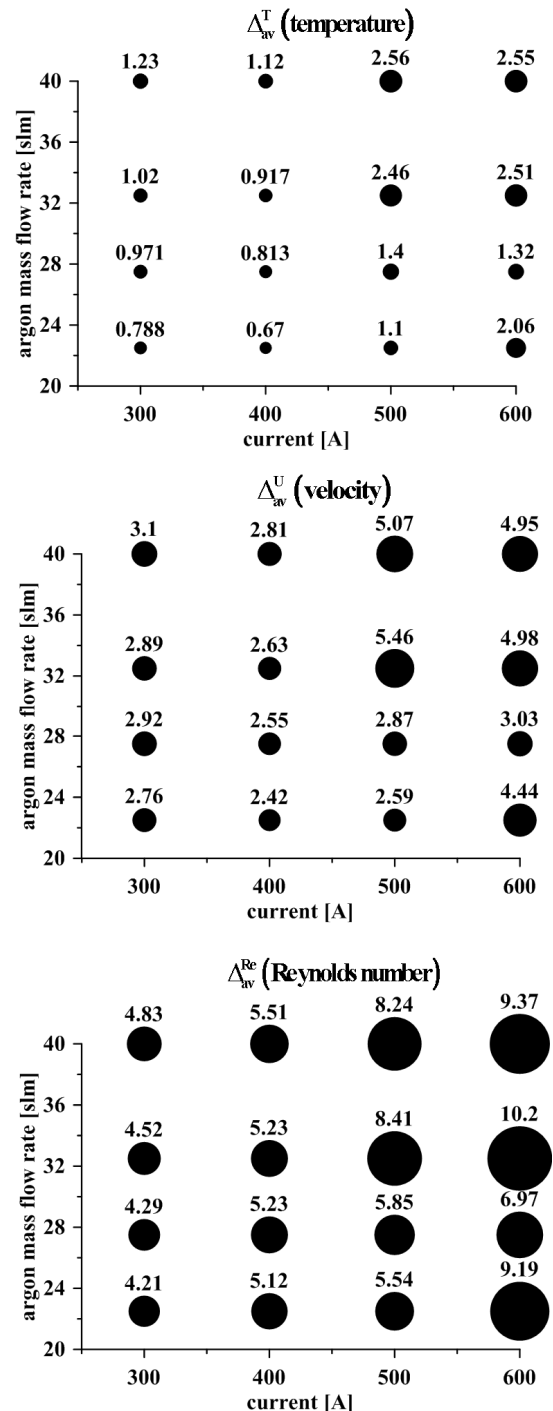 Δ_av^T (temperature)
1.23 1.12 2.56 2.55
40
36
1.02 0.917 2.46 2.51
32
0.971 0.813 1.4 1.32
28
0.788 0.67 1.1 2.06
24
20
300 400 500 600
current [A]
argon mass flow rate [slm]
Δ_av^U (velocity)
3.1 2.81 5.07 4.95
40
36
2.89 2.63 5.46 4.98
32
2.92 2.55 2.87 3.03
28
2.76 2.42 2.59 4.44
24
20
300 400 500 600
current [A]
argon mass flow rate [slm]
Δ_av^Re (Reynolds number)
4.83 5.51 8.24 9.37
40
36
4.52 5.23 8.41 10.2
32
4.29 5.23 5.85 6.97
28
4.21 5.12 5.54 9.19
24
20
300 400 500 600
current [A]
argon mass flow rate [slm]